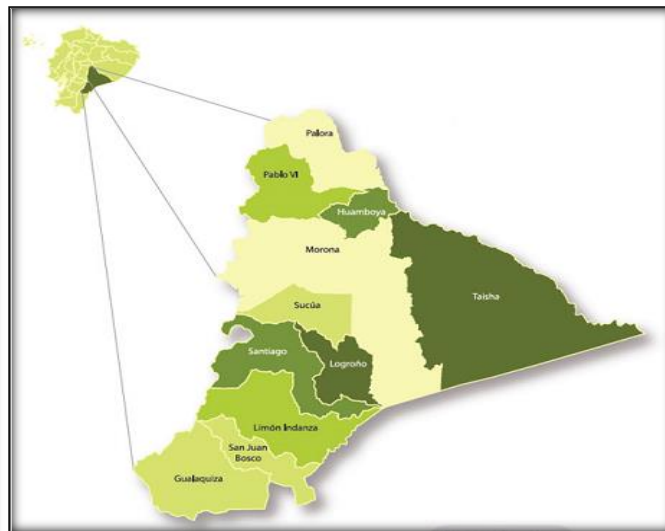 Palora
Pablo VI
Huamboya
Morona
Taisha
Sucúa
Santiago
Logroño
Limón Indanza
San Juan
Bosco
Gualaquiza